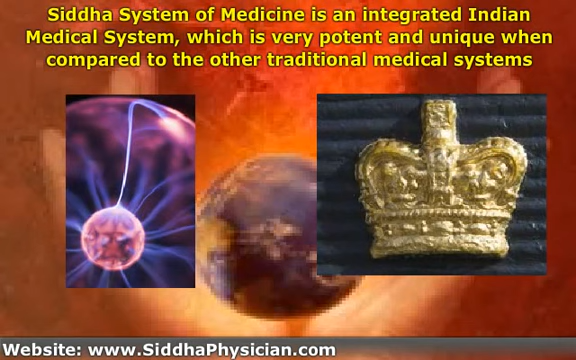 Siddha System of Medicine is an integrated Indian
Medical System, which is very potent and unique when
compared to the other traditional medical systems
Website: www.SiddhaPhysician.com